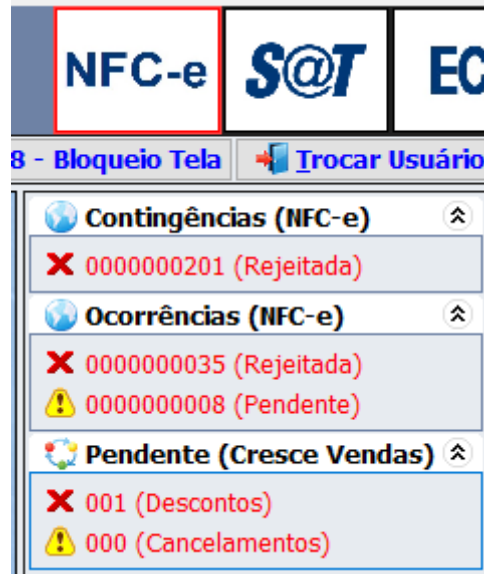 NFC-e S@T EC
8 - Bloqueio Tela Trocar Usuário
Contingências (NFC-e)
0000000201 (Rejeitada)
Ocorrências (NFC-e)
0000000035 (Rejeitada)
0000000008 (Pendente)
Pendente (Cresce Vendas)
001 (Descontos)
000 (Cancelamentos)